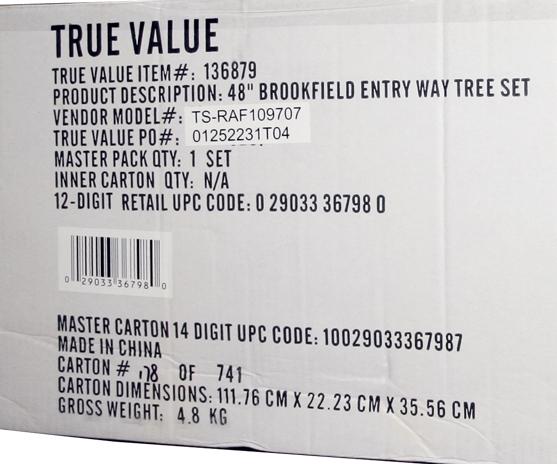 TRUE VALUE
TRUE VALUE ITEM#: 136879
PRODUCT DESCRIPTION: 48" BROOKFIELD ENTRY WAY TREE SET
VENDOR MODEL#: TS-RAF109707
TRUE VALUE PO#: 01252231T04
MASTER PACK QTY: 1 SET
INNER CARTON QTY: N/A
12-DIGIT RETAIL UPC CODE: 0 29033 36798 0
0 29033 36798 0
MASTER CARTON 14 DIGIT UPC CODE: 10029033367987
MADE IN CHINA
CARTON # 178 OF 741
CARTON DIMENSIONS: 111.76 CM X 22.23 CM X 35.56 CM
GROSS WEIGHT: 4.8 KG